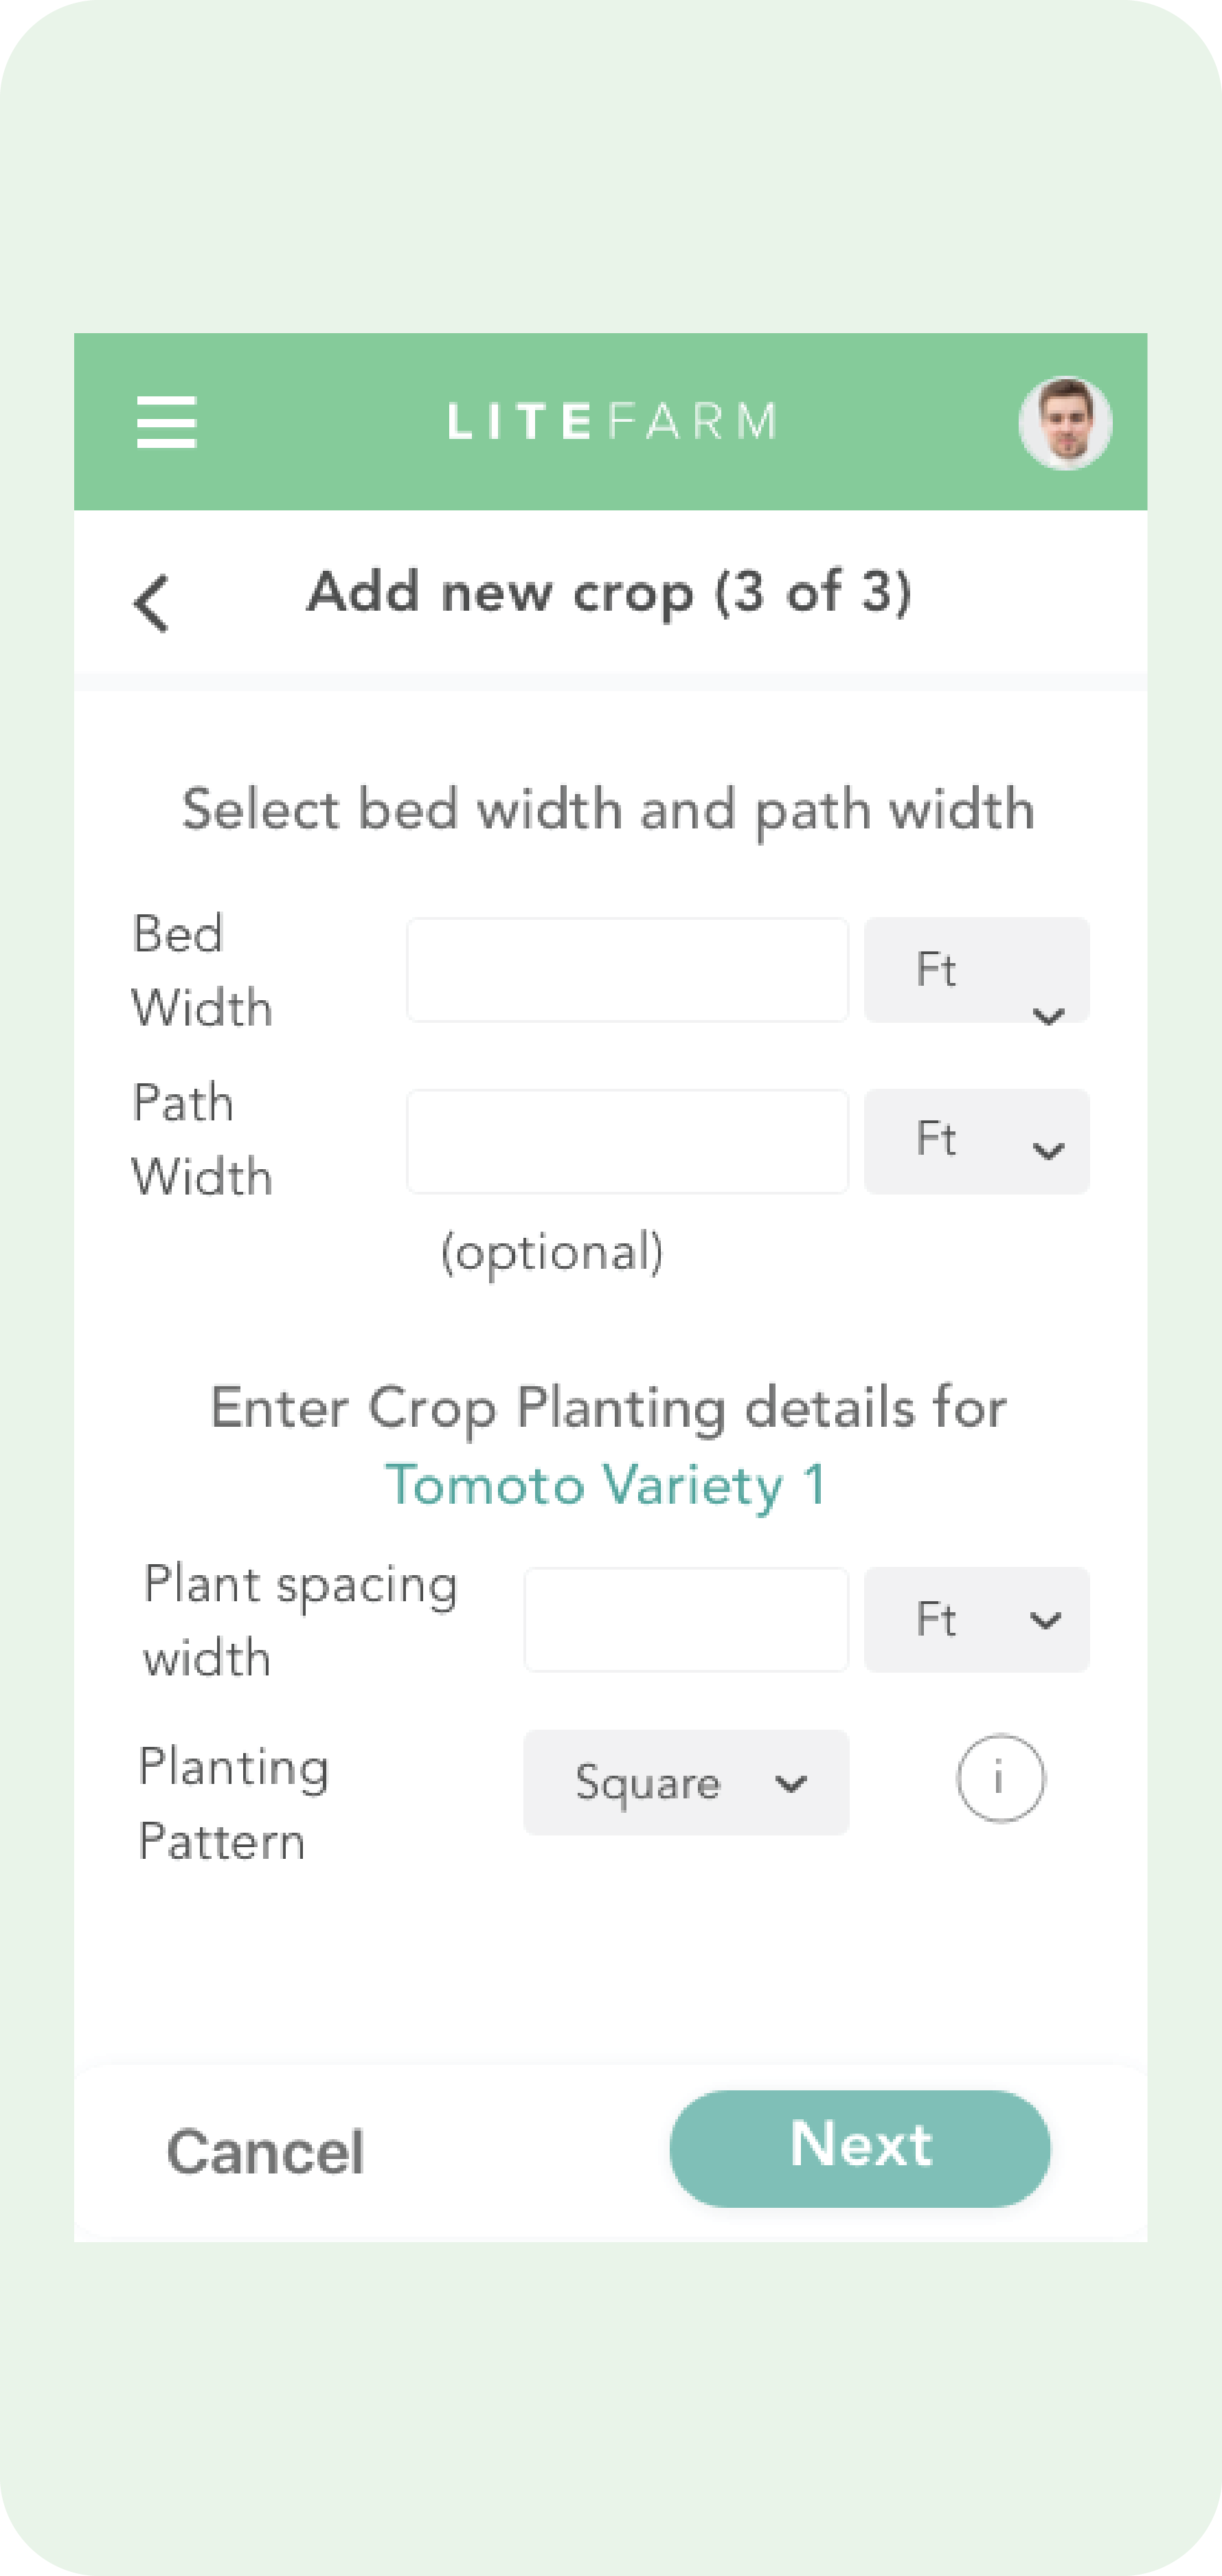 LITEFARM
Add new crop (3 of 3)
Select bed width and path width
Bed
Width
Ft
Path
Width
Ft
(optional)
Enter Crop Planting details for
Tomoto Variety 1
Plant spacing
width
Ft
Planting
Pattern
Square
i
Cancel
Next